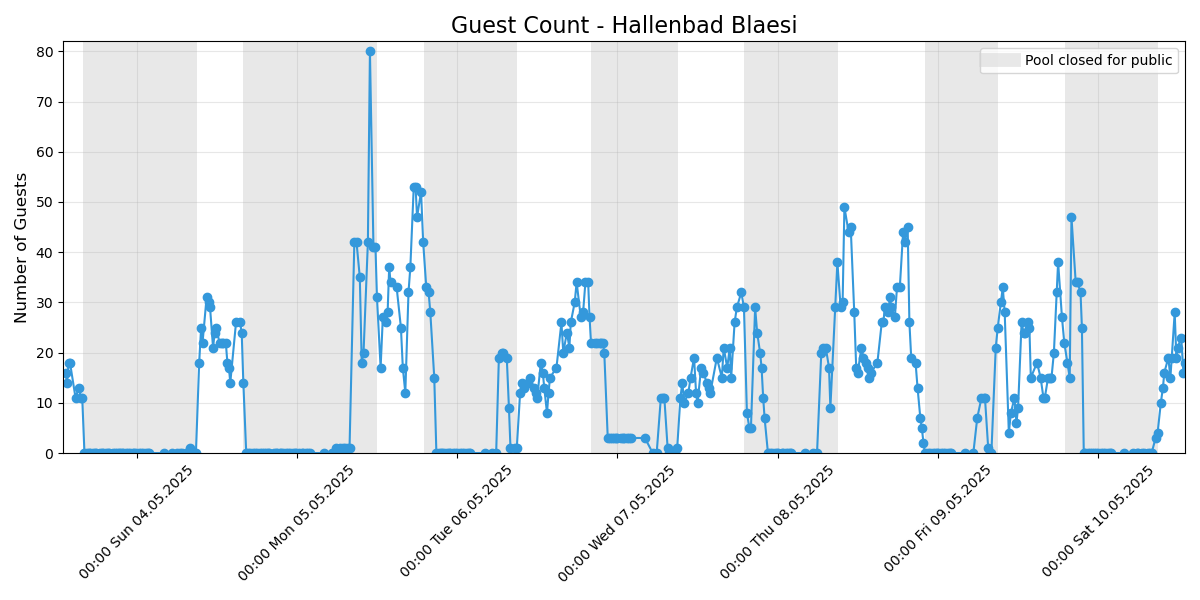 Guest Count - Hallenbad Blaesi
Pool closed for public
Number of Guests
80
70
60
50
40
30
20
10
0
00:00 Sun 04.05.2025
00:00 Mon 05.05.2025
00:00 Tue 06.05.2025
00:00 Wed 07.05.2025
00:00 Thu 08.05.2025
00:00 Fri 09.05.2025
00:00 Sat 10.05.2025